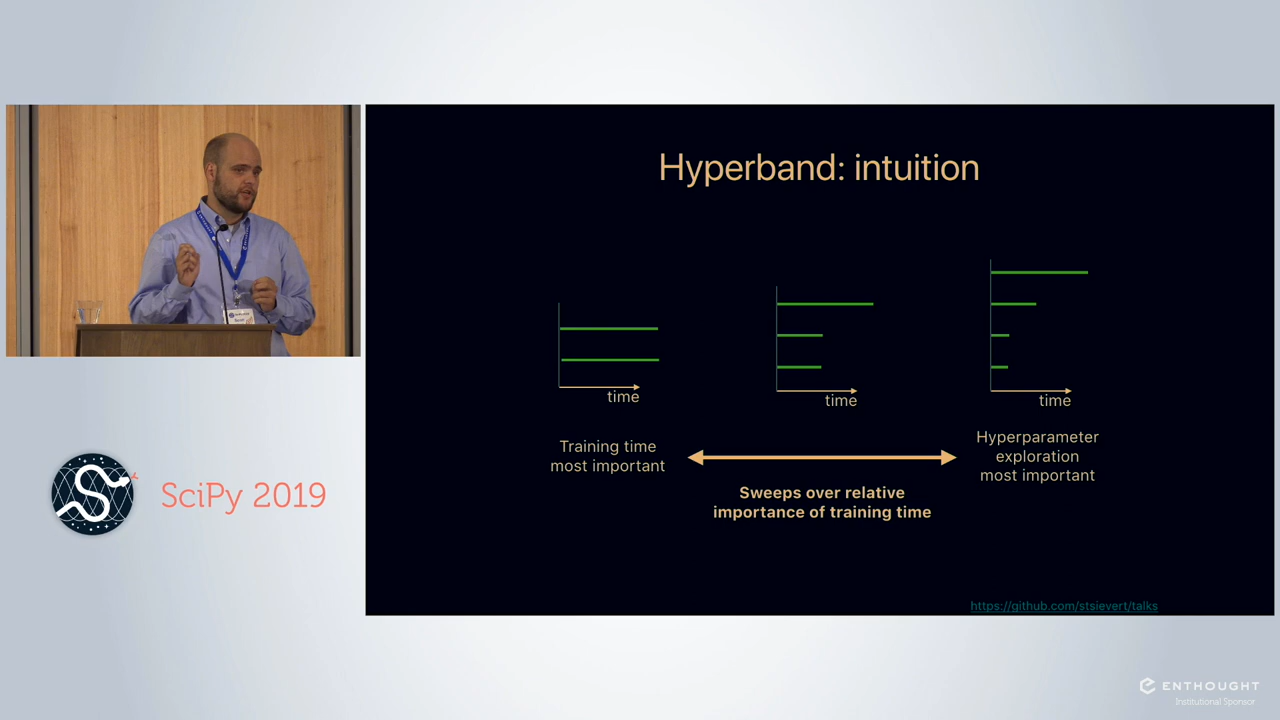 Hyperband: intuition
time
time
time
Training time
most important
Hyperparameter
exploration
most important
Sweeps over relative
importance of training time
https://github.com/stsievert/talks
SciPy 2019
ENTHOUGHT
Institutional Sponsor